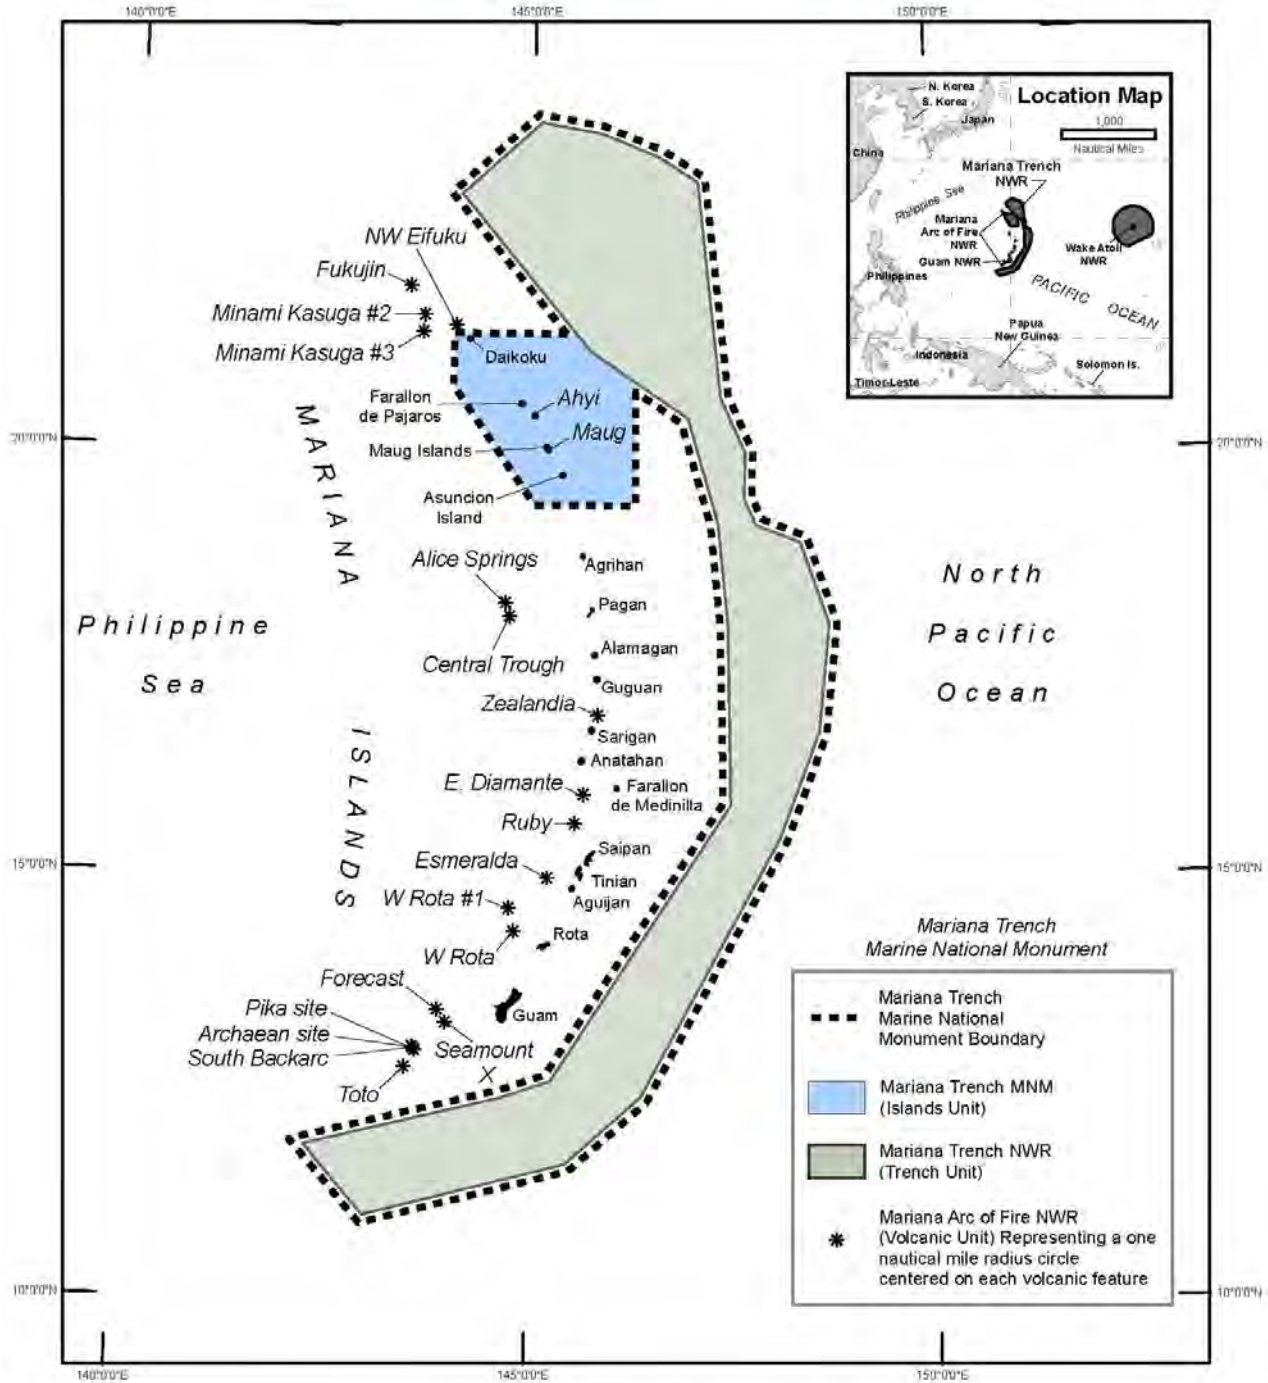 140°0'0"E
145°0'0"E
150°0'0"E
Location Map
1,000
Nautical Miles
N. Korea
S. Korea
Japan
China
Mariana Trench
NWR
Philippine Sea
Mariana
Arc of Fire
NWR
Guam NWR
Wake Atoll
NWR
Philippines
PACIFIC OCEAN
Papua
New Guinea
Indonesia
Solomon Is.
Timor-Leste
NW Eifuku
Fukujin
Minami Kasuga #2
Minami Kasuga #3
Daikoku
Farallon
de Pajaros
Ahyi
Maug
Maug Islands
Asuncion
Island
20°0'0"N
20°0'0"N
MARIANA
ISLANDS
Alice Springs
Agrihan
Pagan
Central Trough
Alamagan
Guguan
Zealandia
Sarigan
Anatahan
E. Diamante
Farallon
de Medinilla
Ruby
Saipan
Esmeralda
Tinian
Aguijan
W Rota #1
Rota
W Rota
Forecast
Pika site
Archaean site
South Backarc
Guam
Seamount
X
Toto
Philippine
Sea
North
Pacific
Ocean
15°0'0"N
15°0'0"N
Mariana Trench
Marine National Monument
Mariana Trench
Marine National
Monument Boundary
Mariana Trench MNM
(Islands Unit)
Mariana Trench NWR
(Trench Unit)
Mariana Arc of Fire NWR
(Volcanic Unit) Representing a one
nautical mile radius circle
centered on each volcanic feature
10°0'0"N
10°0'0"N
140°0'0"E
145°0'0"E
150°0'0"E